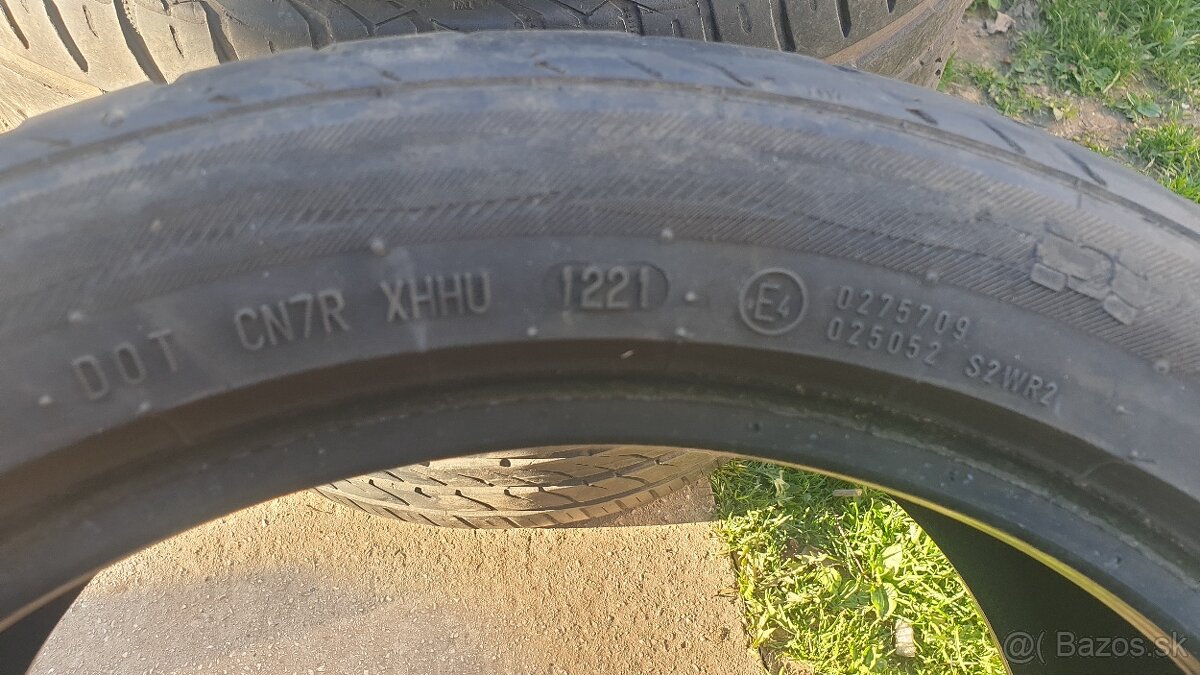 DOT CN7R XHHU 1221 E4 0275709
025052 S2WR2
@( Bazos.sk